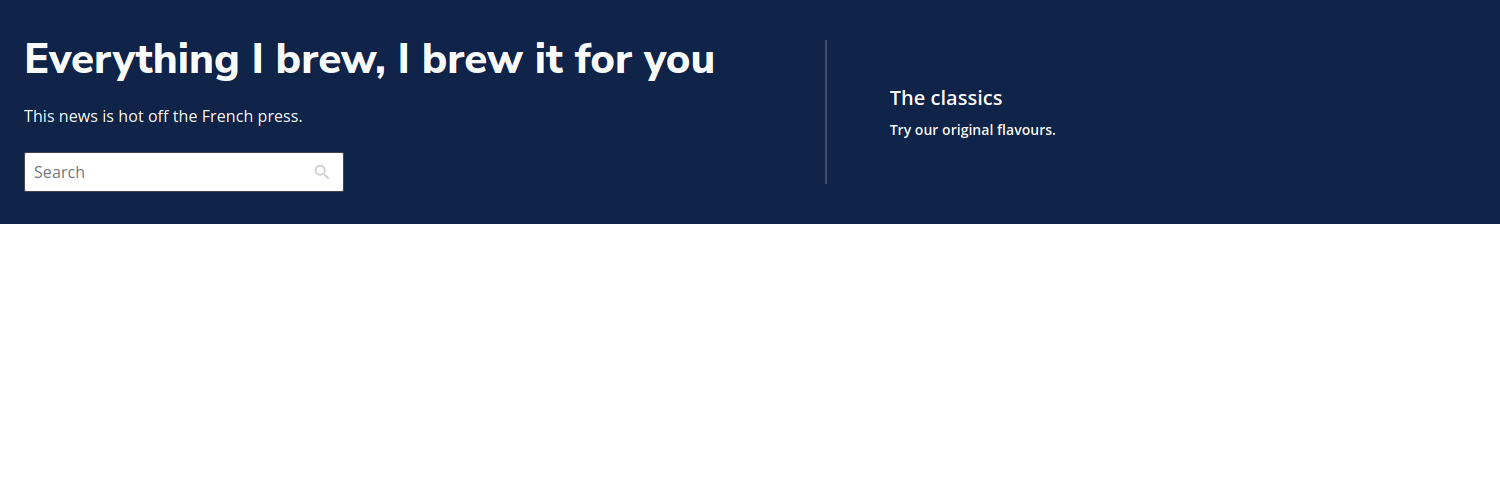 Everything I brew, I brew it for you
This news is hot off the French press.
Search
The classics
Try our original flavours.